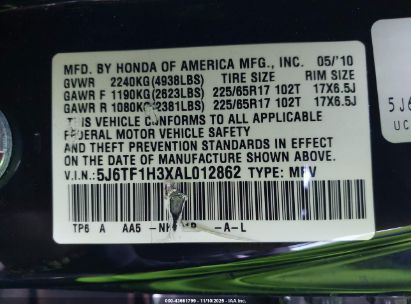 MFD. BY HONDA OF AMERICA MFG., INC. 05/'10
GVWR 2240KG(4938LBS) TIRE SIZE RIM SIZE
GAWR F 1190KG(2623LBS) 225/65R17 102T 17X6.5J
GAWR R 1080KG(2381LBS) 225/65R17 102T 17X6.5J
THIS VEHICLE CONFORMS TO ALL APPLICABLE
FEDERAL MOTOR VEHICLE SAFETY
AND THEFT PREVENTION STANDARDS IN EFFECT ON
THE DATE OF MANUFACTURE SHOWN ABOVE.
V.I.N.: 5J6TF1H3XAL012862 TYPE: MPV
TP6 A AA5 -A-L
5J6
UC